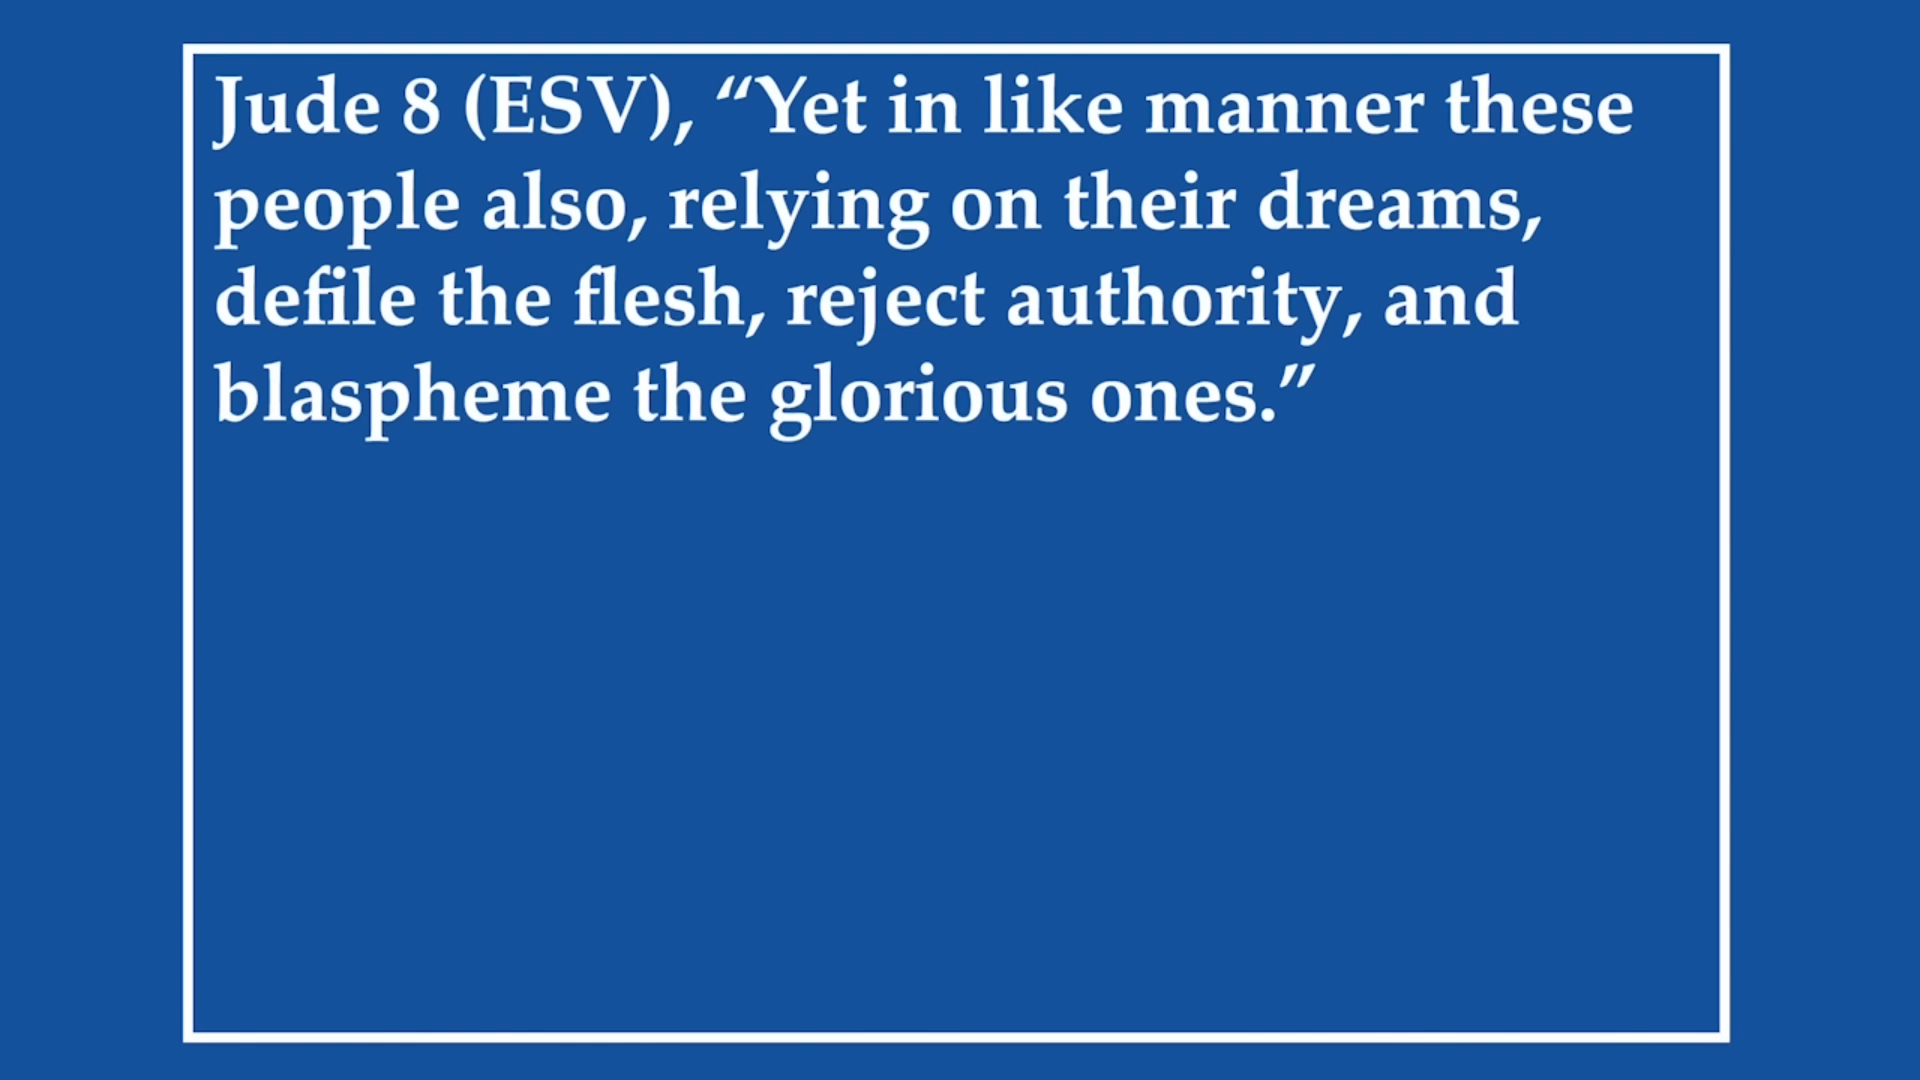 Jude 8 (ESV), “Yet in like manner these
people also, relying on their dreams,
defile the flesh, reject authority, and
blaspheme the glorious ones.”